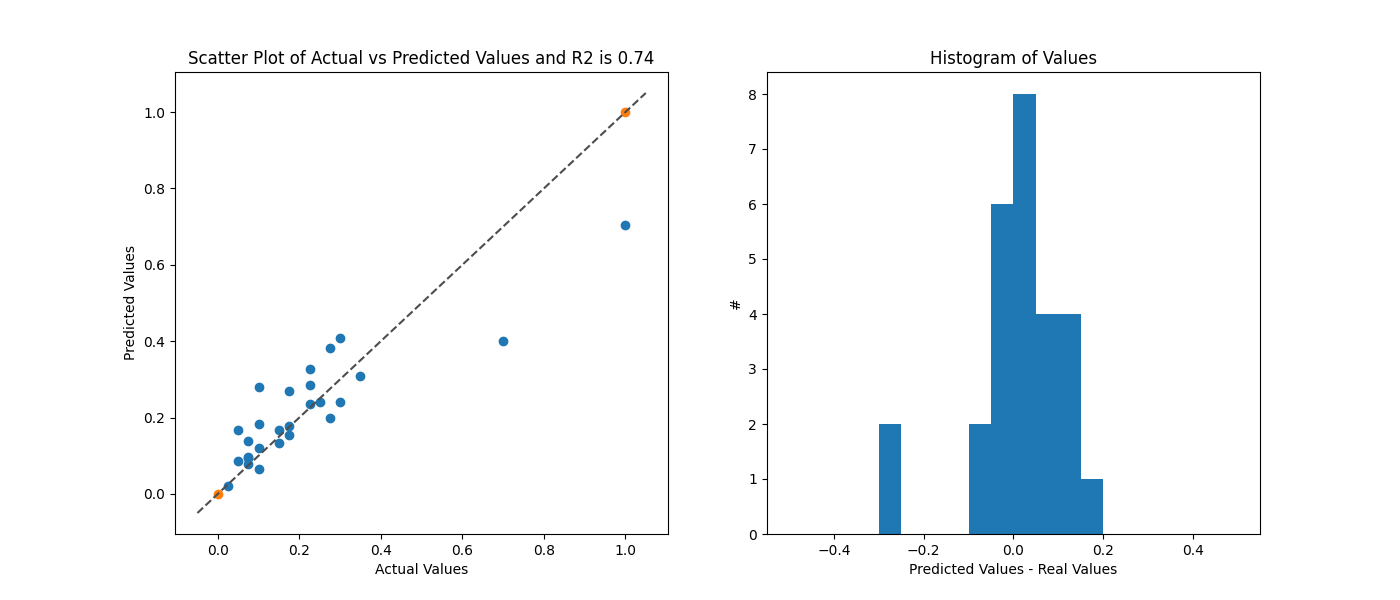 Scatter Plot of Actual vs Predicted Values and R2 is 0.74
Predicted Values
1.0
0.8
0.6
0.4
0.2
0.0
0.0 0.2 0.4 0.6 0.8 1.0
Actual Values
Histogram of Values
#
8
7
6
5
4
3
2
1
0
−0.4 −0.2 0.0 0.2 0.4
Predicted Values - Real Values